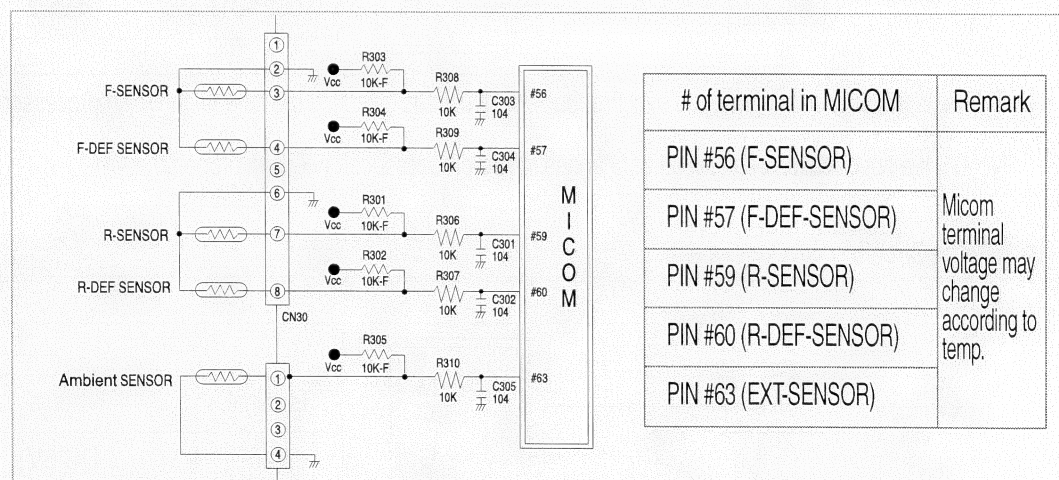 ①
②
F-SENSOR
③
Vcc
R303
10K-F
R308
10K
C303
104
#56
F-DEF SENSOR
④
Vcc
R304
10K-F
R309
10K
C304
104
#57
⑤
⑥
R-SENSOR
⑦
Vcc
R301
10K-F
R306
10K
C301
104
#59
R-DEF SENSOR
⑧
Vcc
R302
10K-F
R307
10K
C302
104
#60
CN30
Ambient SENSOR
①
Vcc
R305
10K-F
R310
10K
C305
104
#63
②
③
④
MICOM
# of terminal in MICOM Remark
PIN #56 (F-SENSOR)
PIN #57 (F-DEF-SENSOR)
PIN #59 (R-SENSOR)
PIN #60 (R-DEF-SENSOR)
PIN #63 (EXT-SENSOR)
Micom
terminal
voltage may
change
according to
temp.